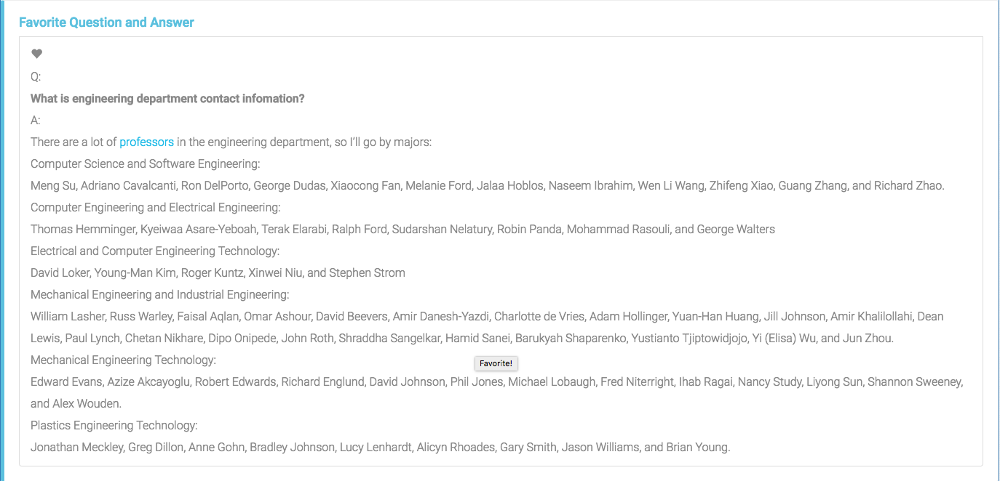 Favorite Question and Answer
Q:
What is engineering department contact infomation?
A:
There are a lot of professors in the engineering department, so I'll go by majors:
Computer Science and Software Engineering:
Meng Su, Adriano Cavalcanti, Ron DelPorto, George Dudas, Xiaocong Fan, Melanie Ford, Jalaa Hoblos, Naseem Ibrahim, Wen Li Wang, Zhifeng Xiao, Guang Zhang, and Richard Zhao.
Computer Engineering and Electrical Engineering:
Thomas Hemminger, Kyeiwaa Asare-Yeboah, Terak Elarabi, Ralph Ford, Sudarshan Nelatury, Robin Panda, Mohammad Rasouli, and George Walters
Electrical and Computer Engineering Technology:
David Loker, Young-Man Kim, Roger Kuntz, Xinwei Niu, and Stephen Strom
Mechanical Engineering and Industrial Engineering:
William Lasher, Russ Warley, Faisal Aqlan, Omar Ashour, David Beevers, Amir Danesh-Yazdi, Charlotte de Vries, Adam Hollinger, Yuan-Han Huang, Jill Johnson, Amir Khalilollahi, Dean
Lewis, Paul Lynch, Chetan Nikhare, Dipo Onipede, John Roth, Shraddha Sangelkar, Hamid Sanei, Barukyah Shaparenko, Yustianto Tjiptowidjojo, Yi (Elisa) Wu, and Jun Zhou.
Mechanical Engineering Technology:
Favorite!
Edward Evans, Azize Akcayoglu, Robert Edwards, Richard Englund, David Johnson, Phil Jones, Michael Lobaugh, Fred Niterright, Ihab Ragai, Nancy Study, Liyong Sun, Shannon Sweeney,
and Alex Wouden.
Plastics Engineering Technology:
Jonathan Meckley, Greg Dillon, Anne Gohn, Bradley Johnson, Lucy Lenhardt, Alicyn Rhoades, Gary Smith, Jason Williams, and Brian Young.